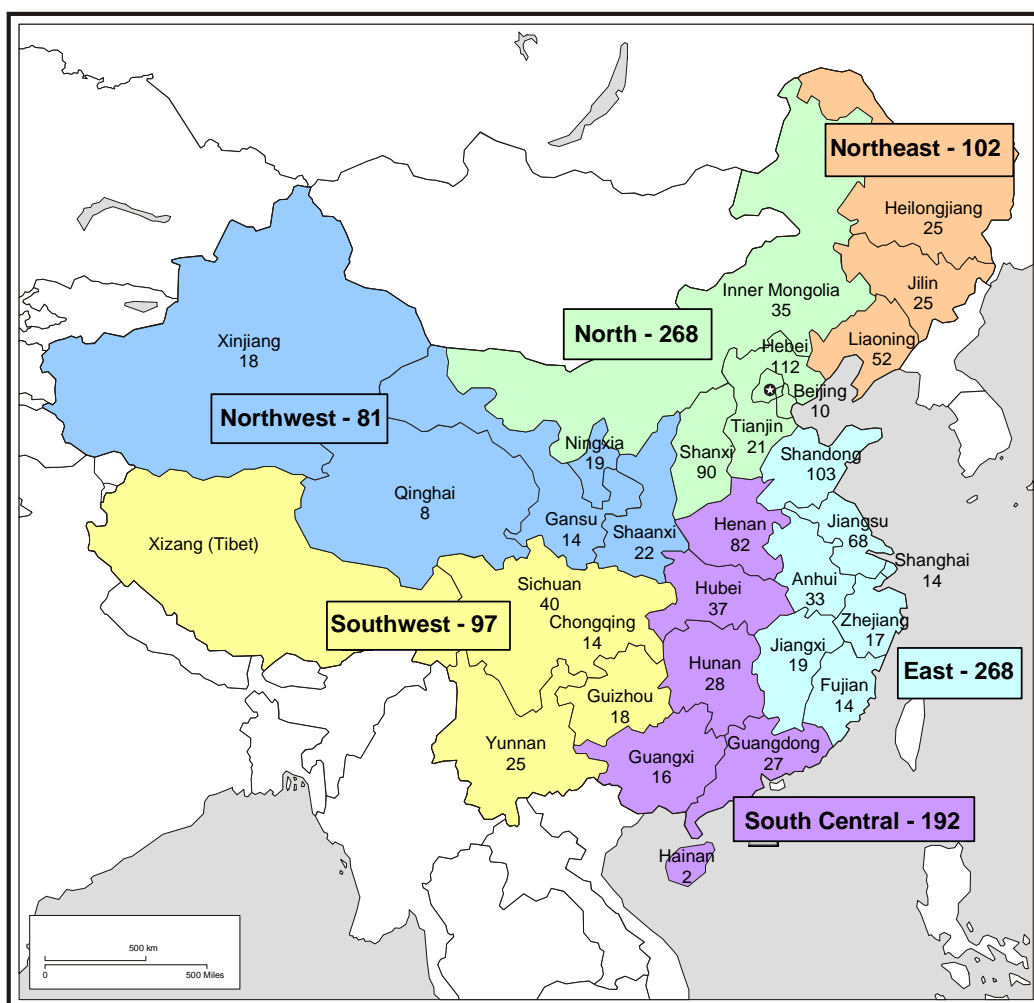 Northeast - 102
Heilongjiang
25
Jilin
25
Inner Mongolia
35
North - 268
Liaoning
52
Xinjiang
18
Hebei
112
Beijing
10
Northwest - 81
Tianjin
21
Ningxia
19
Shanxi
90
Shandong
103
Qinghai
8
Gansu
14
Shaanxi
22
Henan
82
Jiangsu
68
Xizang (Tibet)
Shanghai
14
Sichuan
40
Hubei
37
Anhui
33
Southwest - 97
Chongqing
14
Zhejiang
17
Jiangxi
19
Hunan
28
East - 268
Guizhou
18
Fujian
14
Yunnan
25
Guangxi
16
Guangdong
27
South Central - 192
Hainan
2
500 km
0
500 Miles